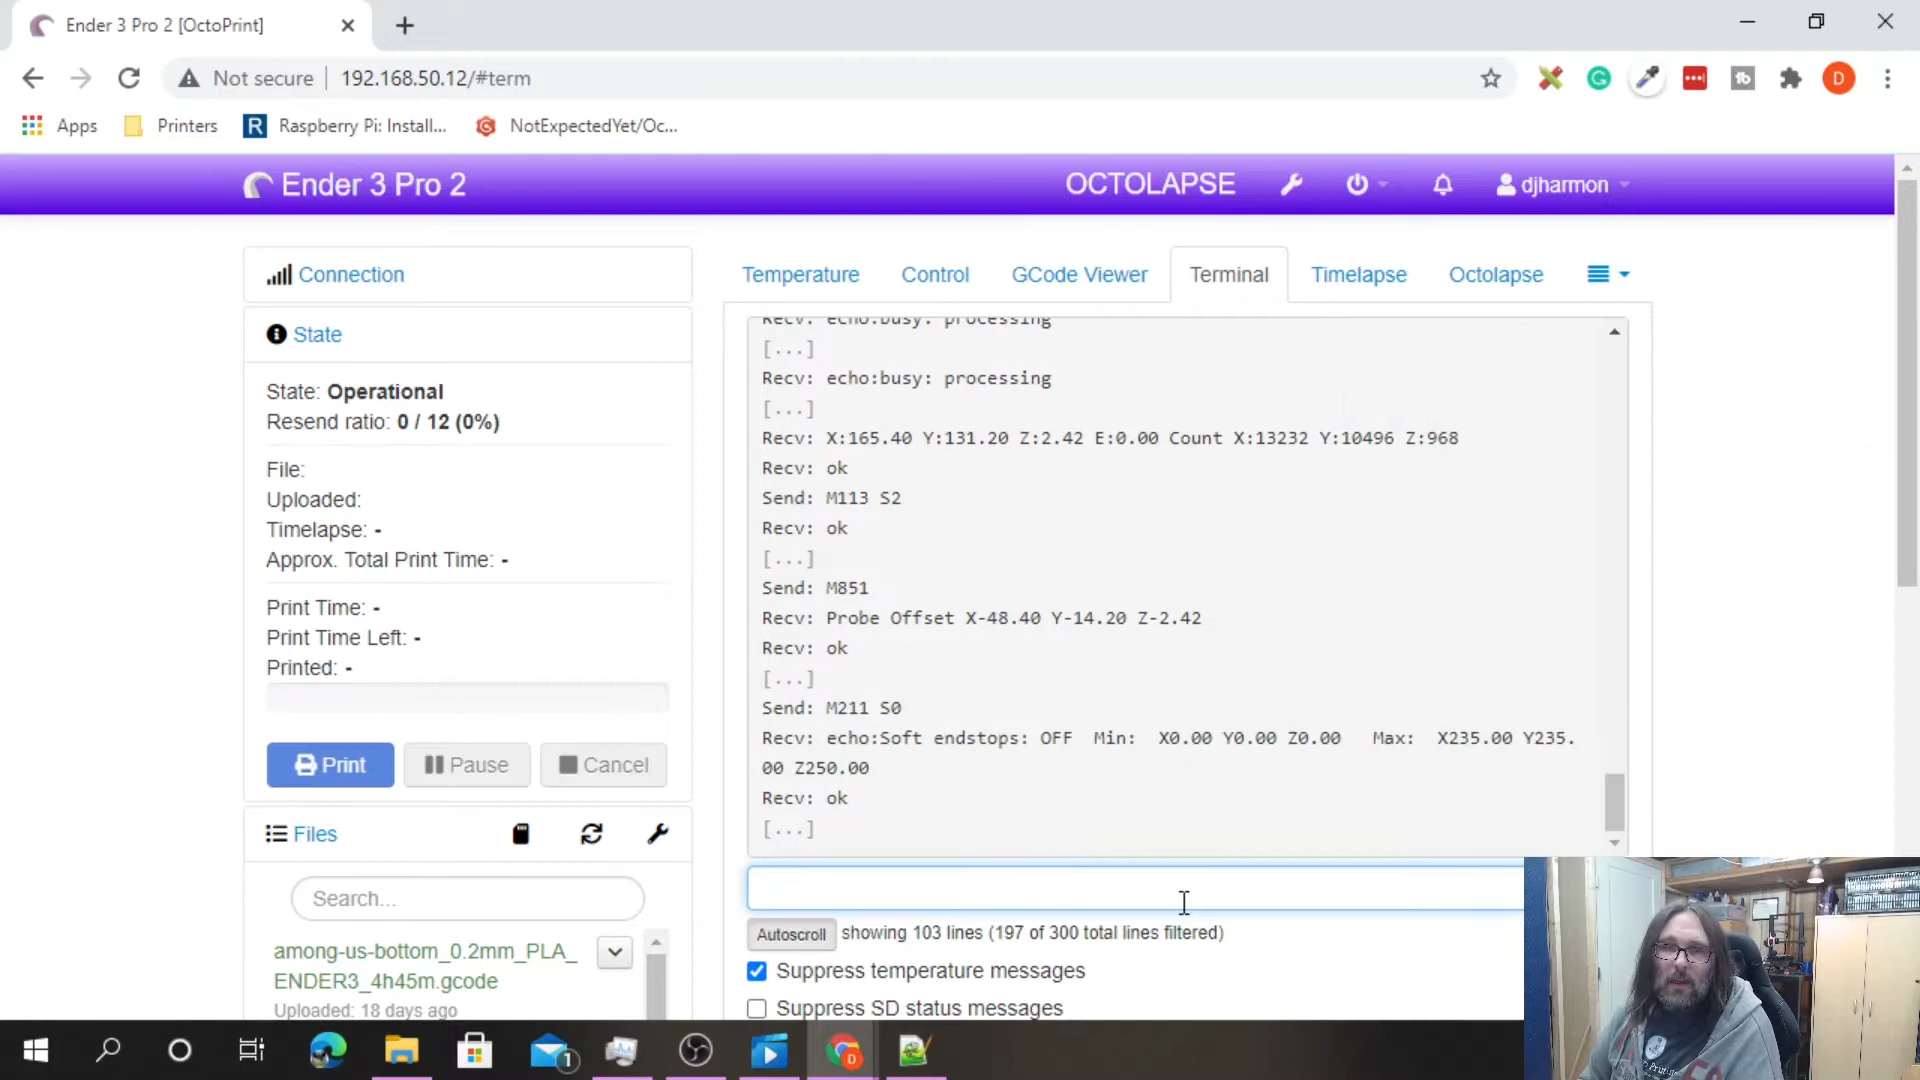 Ender 3 Pro 2 [OctoPrint]
Not secure
192.168.50.12/#term
D
Apps
Printers
R
Raspberry Pi: Install...
NotExpectedYet/Oc...
Ender 3 Pro 2
OCTOLAPSE
djharmon
Connection
State
State: Operational
Resend ratio: 0 / 12 (0%)
File:
Uploaded:
Timelapse: -
Approx. Total Print Time: -
Print Time: -
Print Time Left: -
Printed: -
Print
Pause
Cancel
Files
Search...
among-us-bottom_0.2mm_PLA_
ENDER3_4h45m.gcode
Uploaded: 18 days ago
Temperature
Control
GCode Viewer
Terminal
Timelapse
Octolapse
Recv: echo:busy: processing
[...]
Recv: echo:busy: processing
[...]
Recv: X:165.40 Y:131.20 Z:2.42 E:0.00 Count X:13232 Y:10496 Z:968
Recv: ok
Send: M113 S2
Recv: ok
[...]
Send: M851
Recv: Probe Offset X-48.40 Y-14.20 Z-2.42
Recv: ok
[...]
Send: M211 S0
Recv: echo:Soft endstops: OFF  Min:  X0.00 Y0.00 Z0.00   Max:  X235.00 Y235.
00 Z250.00
Recv: ok
[...]
Autoscroll
showing 103 lines (197 of 300 total lines filtered)
Suppress temperature messages
Suppress SD status messages
1
D